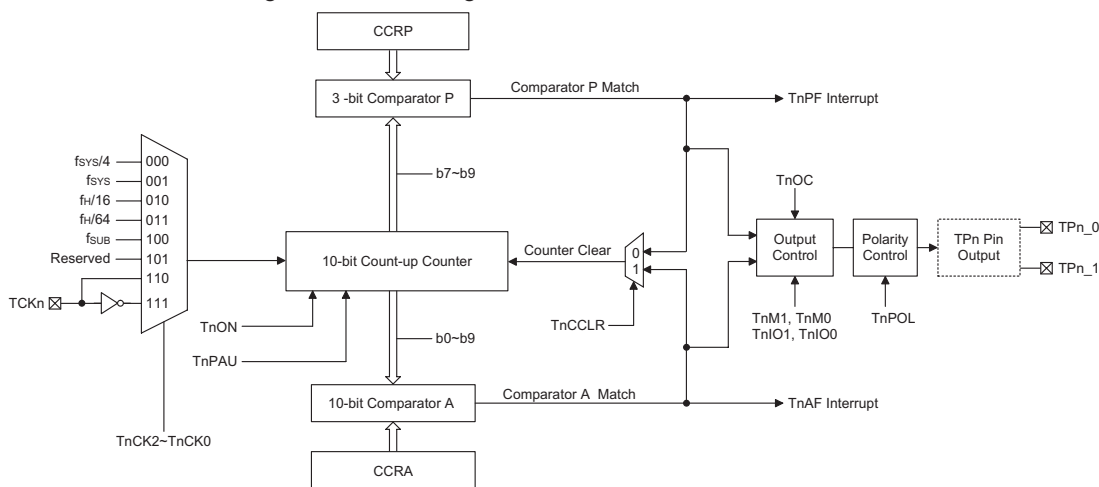 CCRP
3 -bit Comparator P
Comparator P Match
TnPF Interrupt
b7~b9
fSYS/4
000
fSYS
001
fH/16
010
fH/64
011
fSUB
100
Reserved
101
110
TCKn
111
TnCK2~TnCK0
10-bit Count-up Counter
Counter Clear
0
1
TnCCLR
TnON
TnPAU
b0~b9
TnOC
Output
Control
TnM1, TnM0
TnIO1, TnIO0
Polarity
Control
TnPOL
TPn Pin
Output
TPn_0
TPn_1
10-bit Comparator A
Comparator A Match
TnAF Interrupt
CCRA